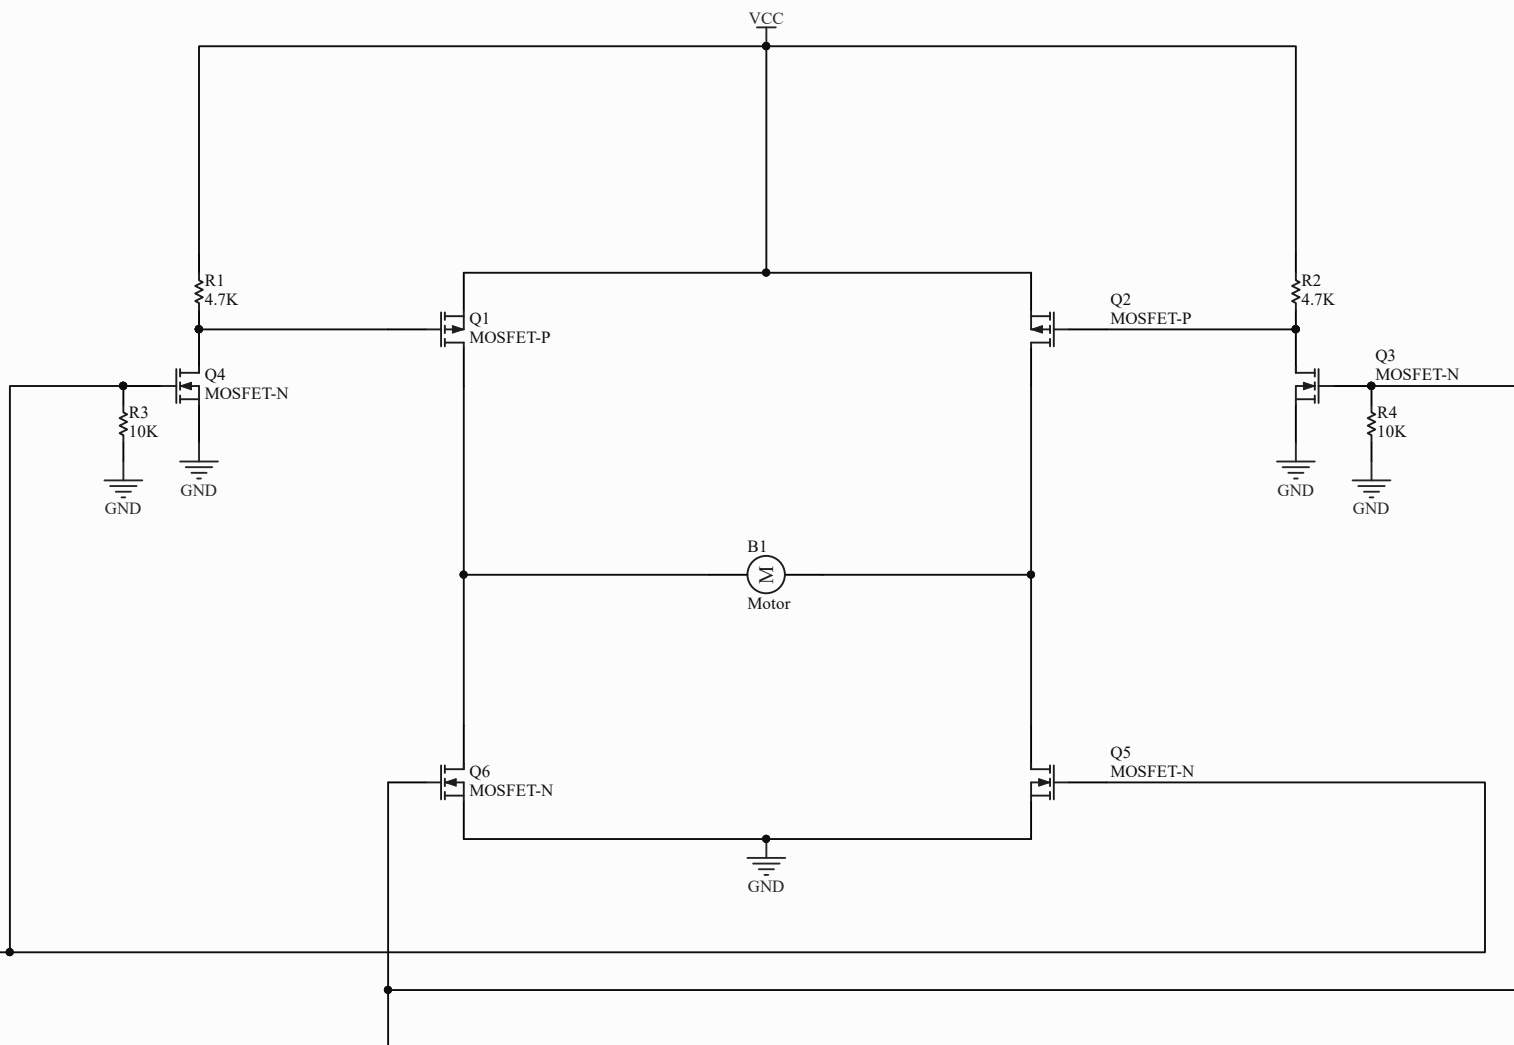 VCC
R1
4.7K
R2
4.7K
Q1
MOSFET-P
Q2
MOSFET-P
Q4
MOSFET-N
Q3
MOSFET-N
R3
10K
R4
10K
GND
GND
GND
GND
B1
M
Motor
Q6
MOSFET-N
Q5
MOSFET-N
GND